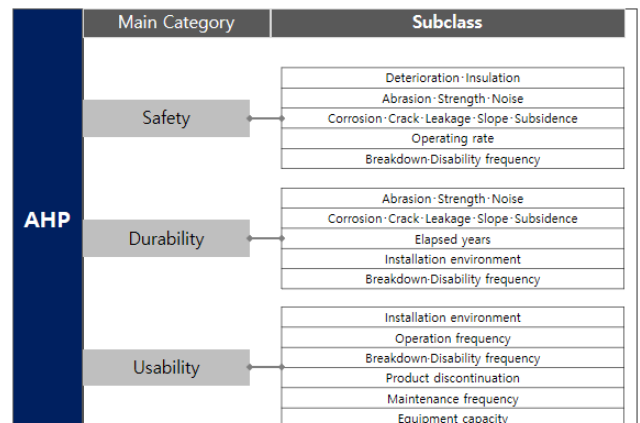 Main Category Subclass
AHP
Safety
Deterioration·Insulation
Abrasion·Strength·Noise
Corrosion·Crack·Leakage·Slope·Subsidence
Operating rate
Breakdown·Disability frequency
Durability
Abrasion·Strength·Noise
Corrosion·Crack·Leakage·Slope·Subsidence
Elapsed years
Installation environment
Breakdown·Disability frequency
Usability
Installation environment
Operation frequency
Breakdown·Disability frequency
Product discontinuation
Maintenance frequency
Equipment capacity